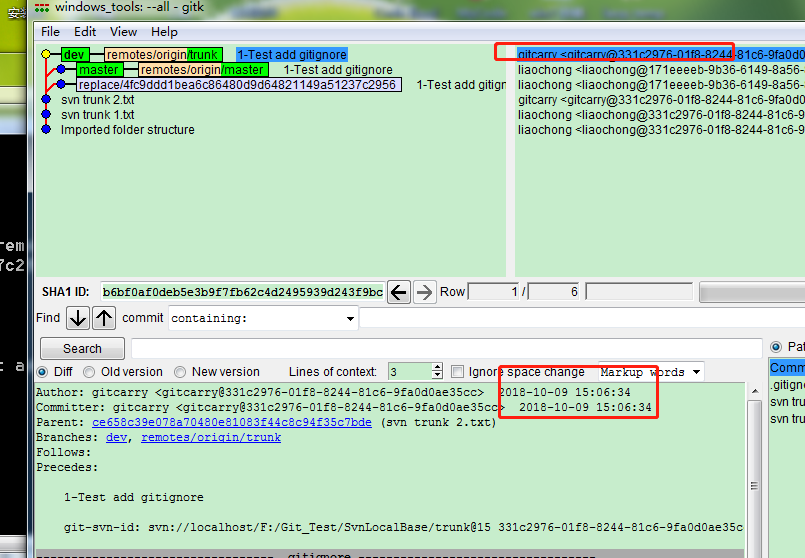 安
windows_tools: --all - gitk
File Edit View Help
dev remotes/origin/trunk 1-Test add gitignore gitcarry <gitcarry@331c2976-01f8-8244-81c6-9fa0d0
master remotes/origin/master 1-Test add gitignore liaochong <liaochong@171eeeeb-9b36-6149-8a56-
replace/4fc9ddd1bea6c86480d9d64821149a51237c2956 1-Test add gitign liaochong <liaochong@171eeeeb-9b36-6149-8a56-
svn trunk 2.txt gitcarry <gitcarry@331c2976-01f8-8244-81c6-9fa0d0
svn trunk 1.txt liaochong <liaochong@331c2976-01f8-8244-81c6-9
Imported folder structure liaochong <liaochong@331c2976-01f8-8244-81c6-9
rem
7c2
SHA1 ID: b6bf0af0deb5e3b9f7fb62c4d2495939d243f9bc Row 1 / 6
Find commit containing:
Search
Pat
Diff Old version New version Lines of context: 3 Ignore space change Markup words
Comm
t a
.gitigno
svn tr
svn tr
Author: gitcarry <gitcarry@331c2976-01f8-8244-81c6-9fa0d0ae35cc> 2018-10-09 15:06:34
Committer: gitcarry <gitcarry@331c2976-01f8-8244-81c6-9fa0d0ae35cc> 2018-10-09 15:06:34
Parent: ce658c39e078a70480e81083f44c8c94f35c7bde (svn trunk 2.txt)
Branches: dev, remotes/origin/trunk
Follows:
Precedes:
1-Test add gitignore
git-svn-id: svn://localhost/F:/Git_Test/SvnLocalBase/trunk@15 331c2976-01f8-8244-81c6-9fa0d0ae35c
-------------------------------- .gitignore --------------------------------